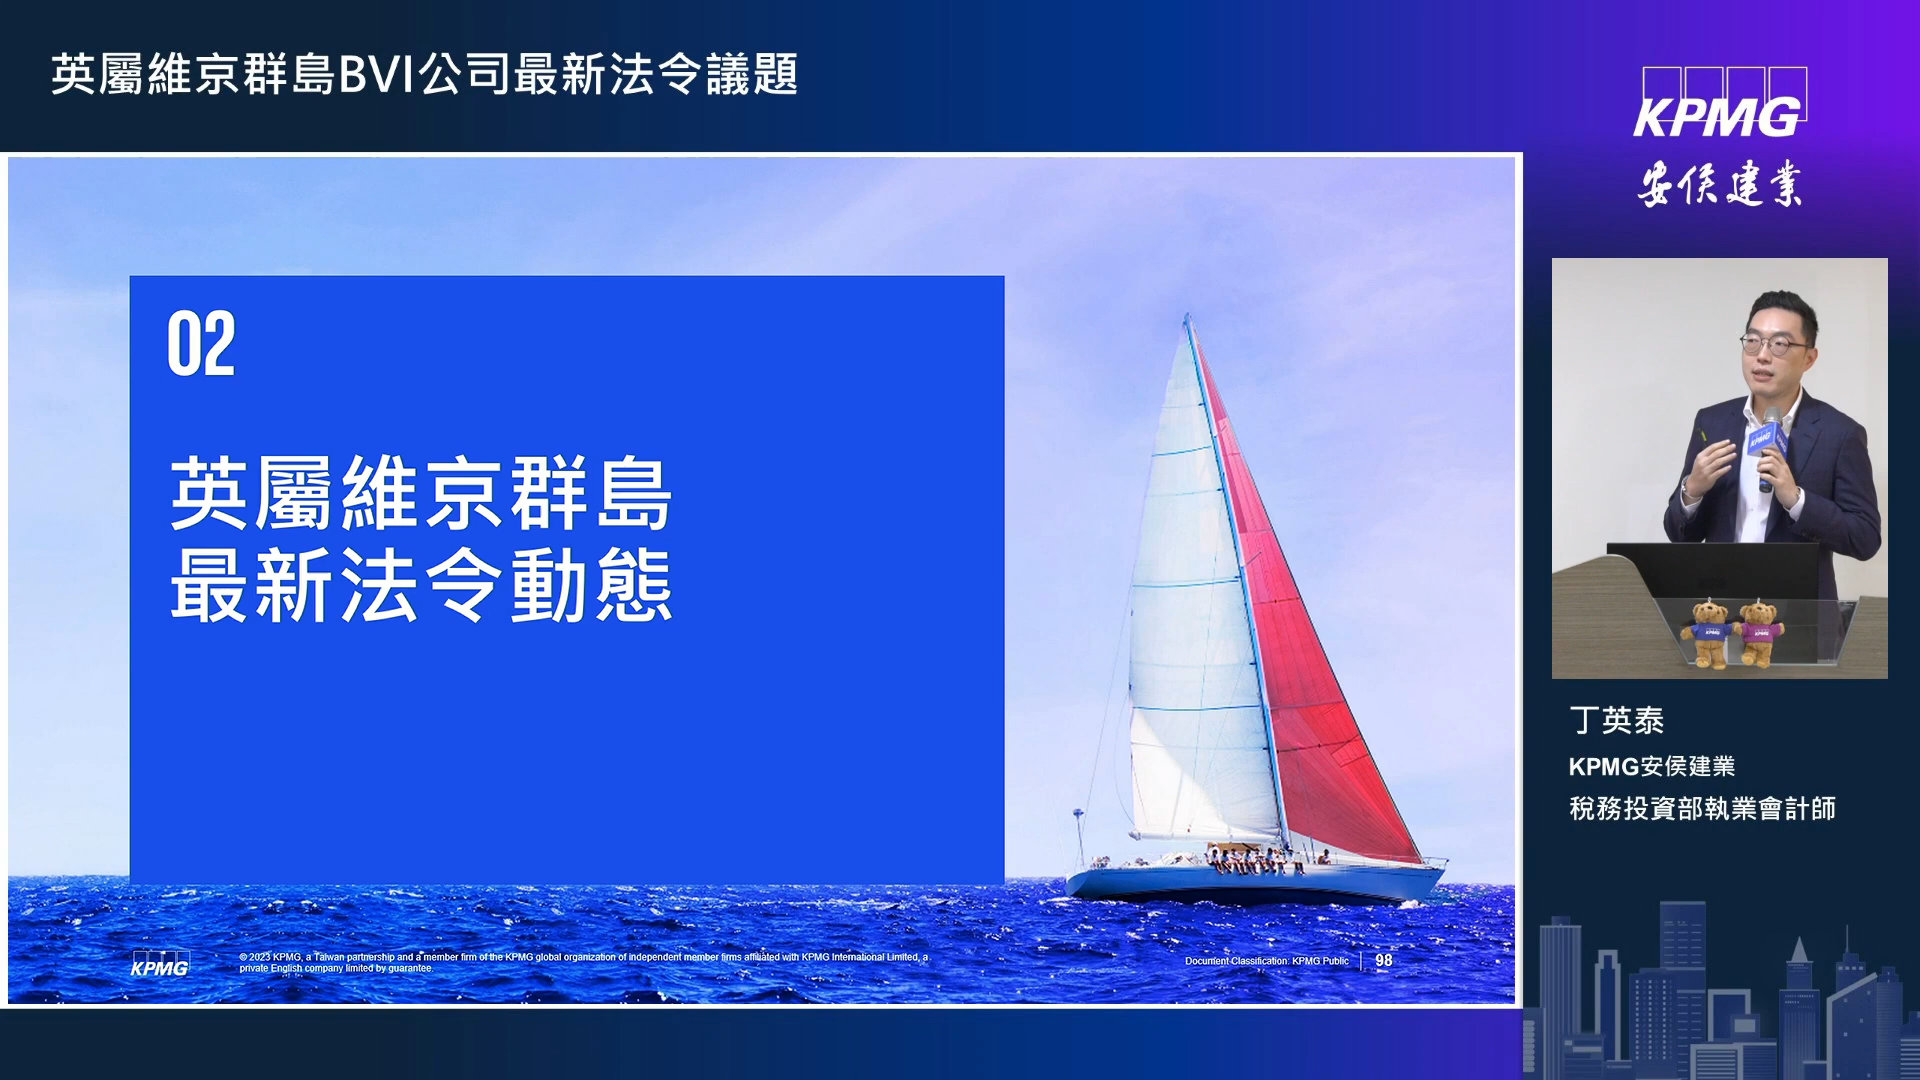 英屬維京群島BVI公司最新法令議題
KPMG
安侯建業
02
英屬維京群島
最新法令動態
KPMG
© 2023 KPMG, a Taiwan partnership and a member firm of the KPMG global organization of independent member firms affiliated with KPMG International Limited, a
private English company limited by guarantee.
Document Classification: KPMG Public
98
KPMG
KPMG
KPMG
丁英泰
KPMG安侯建業
稅務投資部執業會計師